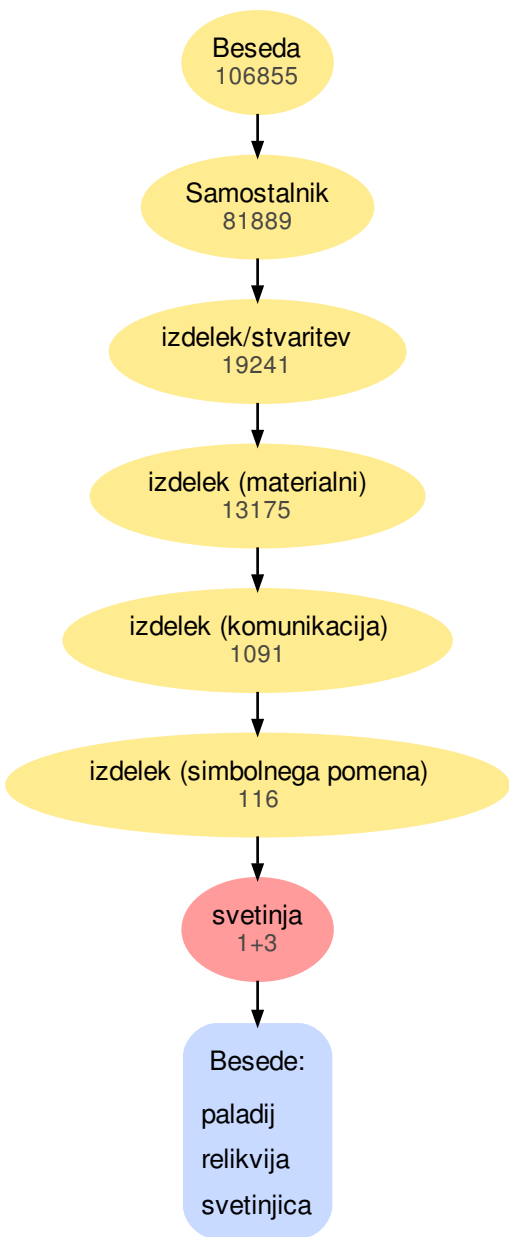 Beseda
106855
Samostalnik
81889
izdelek/stvaritev
19241
izdelek (materialni)
13175
izdelek (komunikacija)
1091
izdelek (simbolnega pomena)
116
svetinja
1+3
Besede:
paladij
relikvija
svetinjica